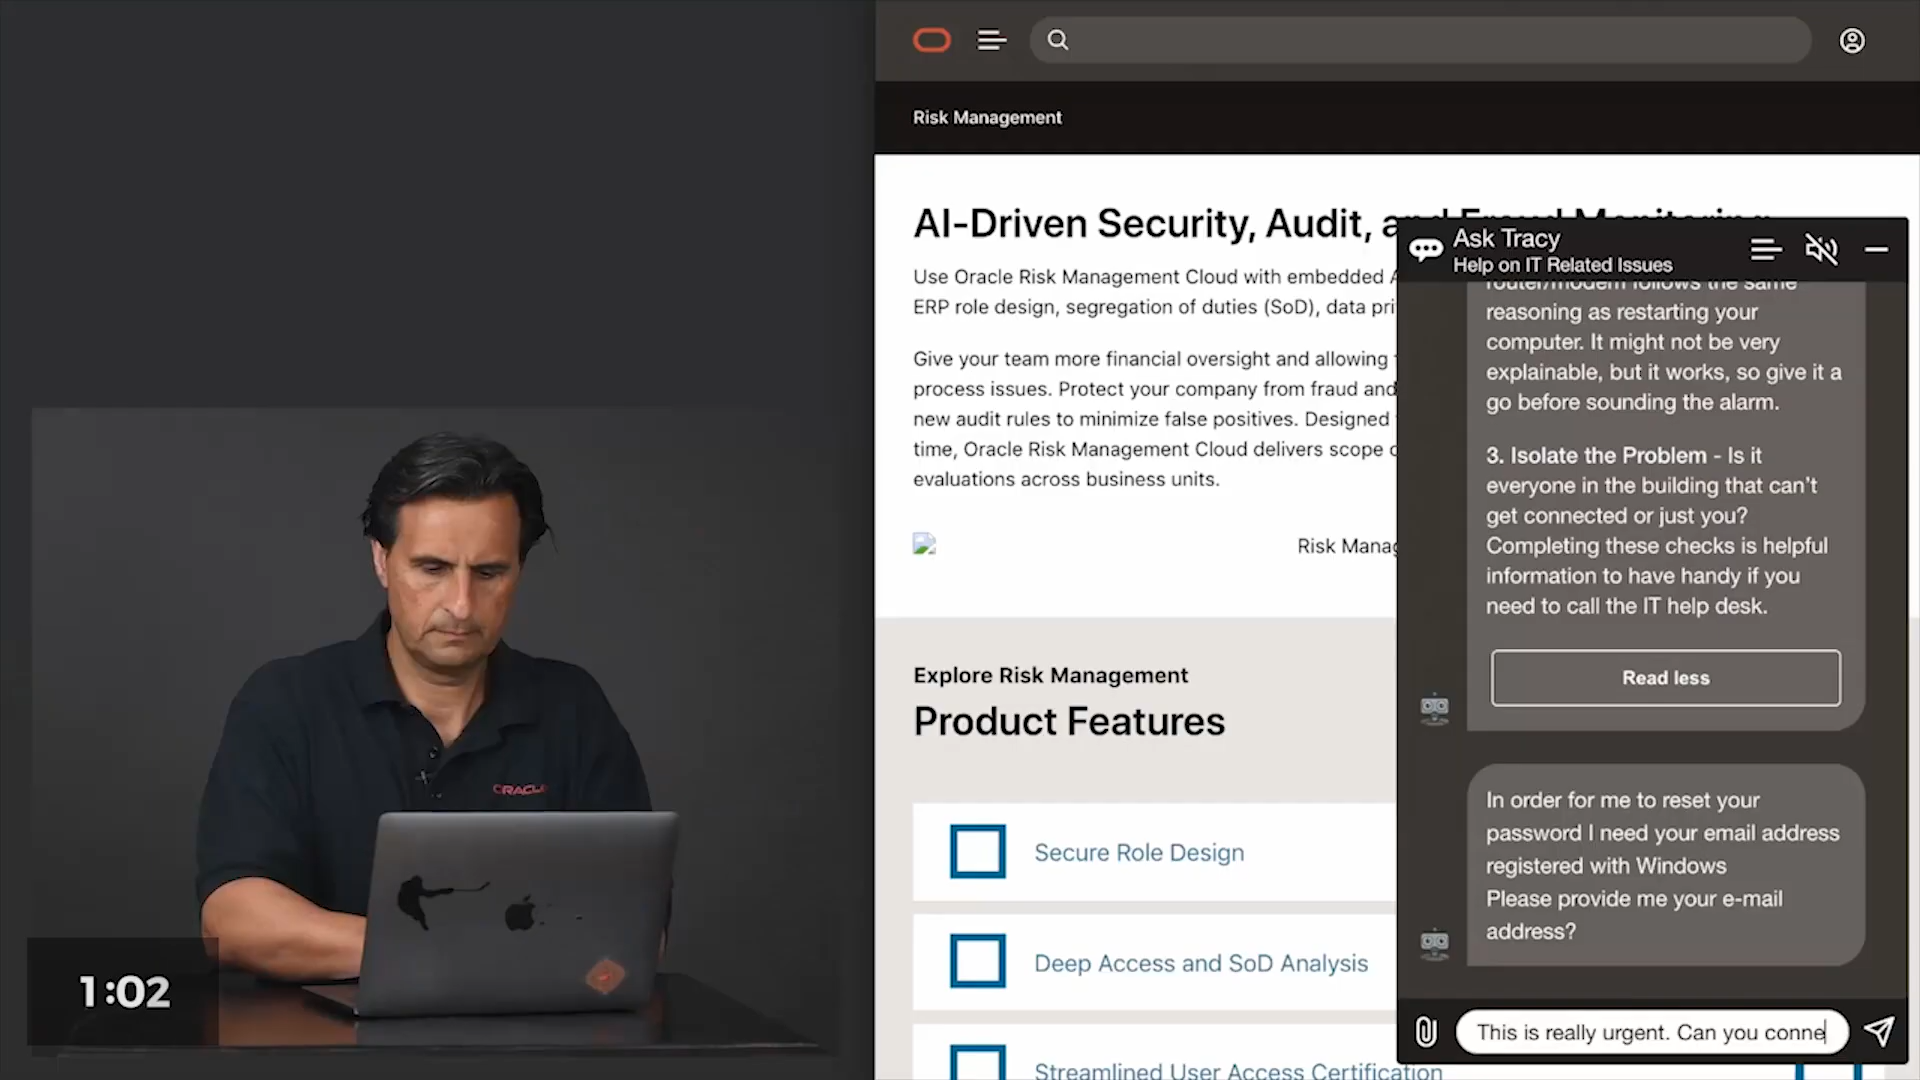 Risk Management
AI-Driven Security, Audit,
Use Oracle Risk Management Cloud with embedded
ERP role design, segregation of duties (SoD), data
Give your team more financial oversight and allowing
process issues. Protect your company from fraud and
new audit rules to minimize false positives. Designed
time, Oracle Risk Management Cloud delivers scope
evaluations across business units.
Risk
Explore Risk Management
Product Features
Secure Role Design
Deep Access and SoD Analysis
Streamlined User Access Certification
Ask Tracy
Help on IT Related Issues
router/modem follows the same
reasoning as restarting your
computer. It might not be very
explainable, but it works, so give it a
go before sounding the alarm.
3. Isolate the Problem - Is it
everyone in the building that can't
get connected or just you?
Completing these checks is helpful
information to have handy if you
need to call the IT help desk.
Read less
In order for me to reset your
password I need your email address
registered with Windows
Please provide me your e-mail
address?
This is really urgent. Can you conne
ORACLE
1:02